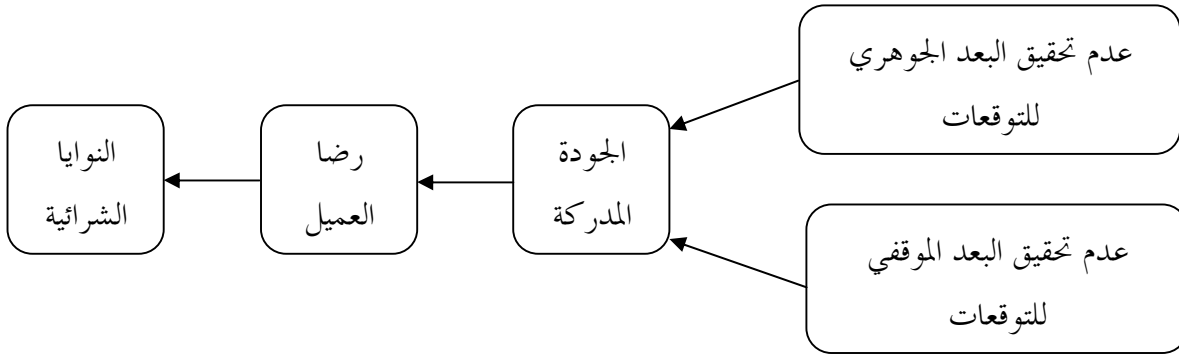 عدم تحقيق البعد الجوهري
للتوقعات
عدم تحقيق البعد الموقفي
للتوقعات
الجودة
المدركة
رضا
العميل
النوايا
الشرائية